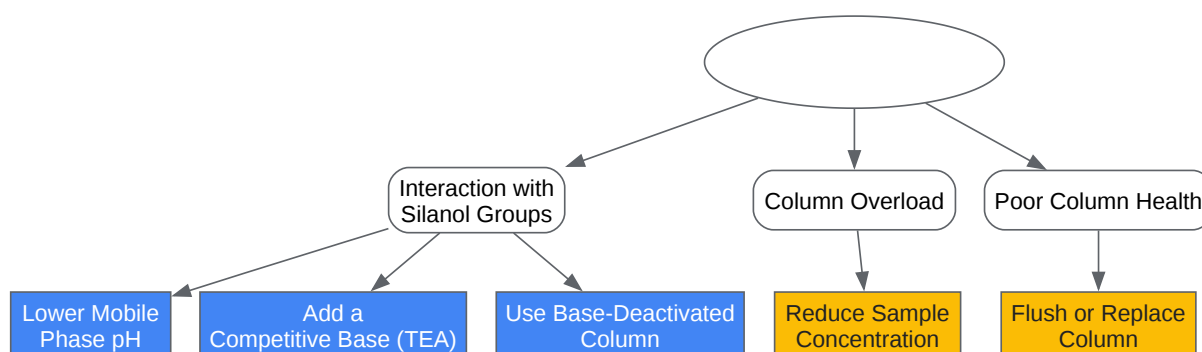 Interaction with
Silanol Groups
Column Overload
Poor Column Health
Lower Mobile
Phase pH
Add a
Competitive Base (TEA)
Use Base-Deactivated
Column
Reduce Sample
Concentration
Flush or Replace
Column